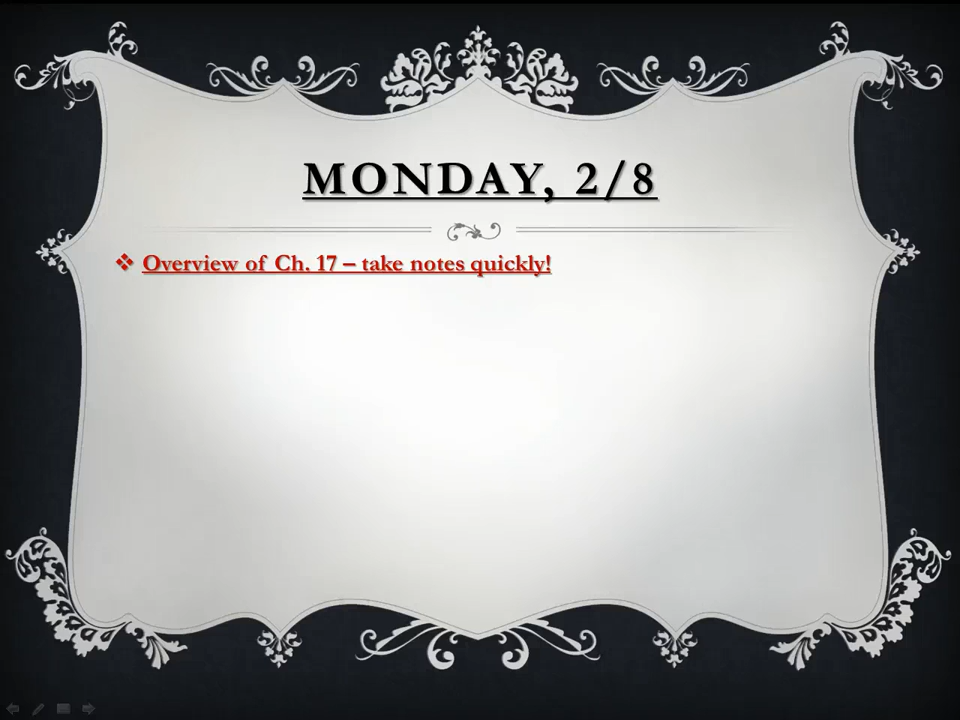 MONDAY, 2/8
Overview of Ch. 17 – take notes quickly!